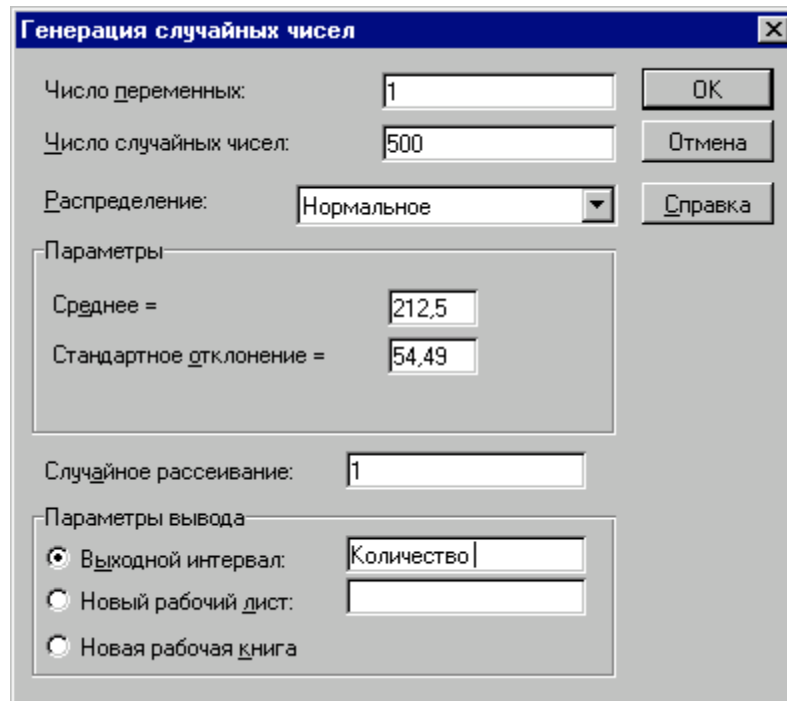 Генерация случайных чисел
Число переменных: 1 OK
Число случайных чисел: 500 Отмена
Распределение: Нормальное Справка
Параметры
Среднее = 212,5
Стандартное отклонение = 54,49
Случайное рассеивание: 1
Параметры вывода
Выходной интервал: Количество
Новый рабочий лист:
Новая рабочая книга